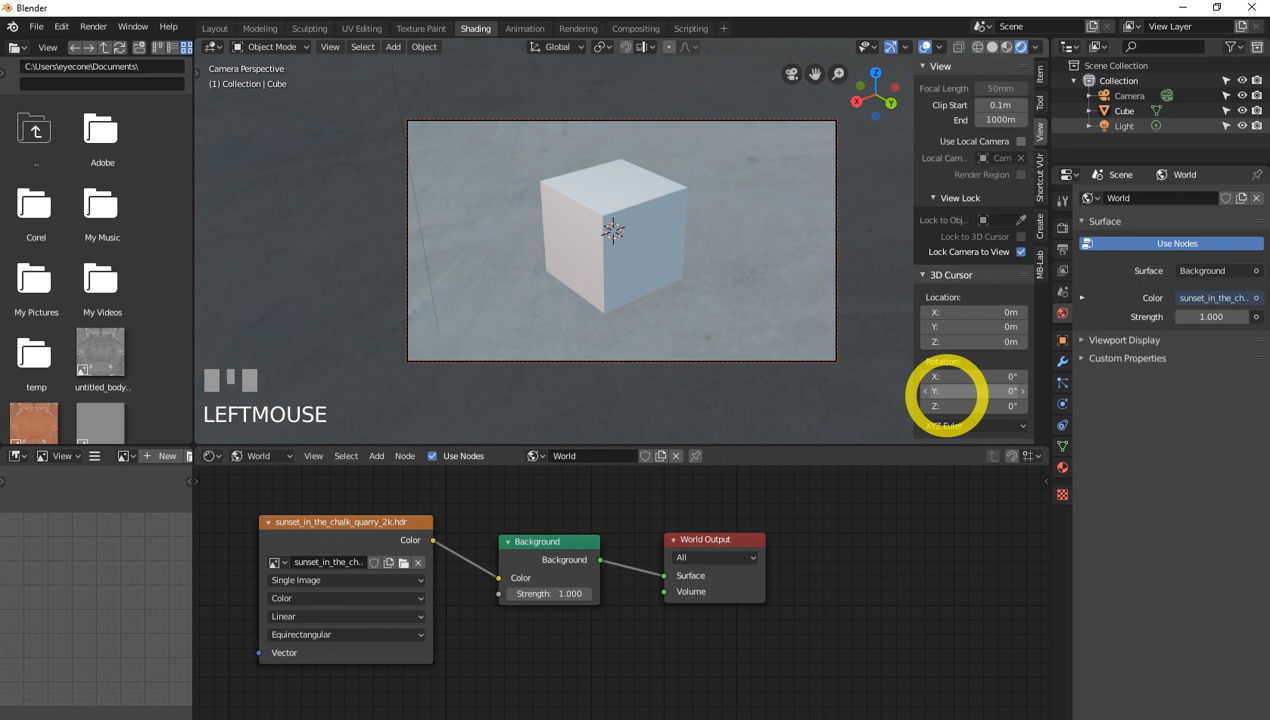 Blender
File Edit Render Window Help
Layout Modeling Sculpting UV Editing Texture Paint Shading Animation Rendering Compositing Scripting +
Scene View Layer
C:\Users\eyecone\Documents\
..
Adobe
Corel
My Music
My Pictures
My Videos
temp
untitled_body..
Object Mode View Select Add Object Global
Camera Perspective
(1) Collection | Cube
X
Y
Z
LEFTMOUSE
View
Focal Length 50mm
Clip Start 0.1m
End 1000m
Use Local Camera
Local Cam.. Cam
Render Region
View Lock
Lock to Obj..
Lock to 3D Cursor
Lock Camera to View
3D Cursor
Location:
X: 0m
Y: 0m
Z: 0m
Rotation:
X: 0°
Y: 0°
Z: 0°
XYZ Euler
Item
Tool
View
Shortcut VUr
Create
MB-Lab
Scene Collection
Collection
Camera
Cube
Light
Scene World
World
Surface
Use Nodes
Surface Background
Color sunset_in_the_ch..
Strength 1.000
Viewport Display
Custom Properties
View + New
World View Select Add Node Use Nodes World
sunset_in_the_chalk_quarry_2k.hdr
Color
sunset_in_the_ch..
Single Image
Color
Linear
Equirectangular
Vector
Background
Background
Color
Strength: 1.000
World Output
All
Surface
Volume